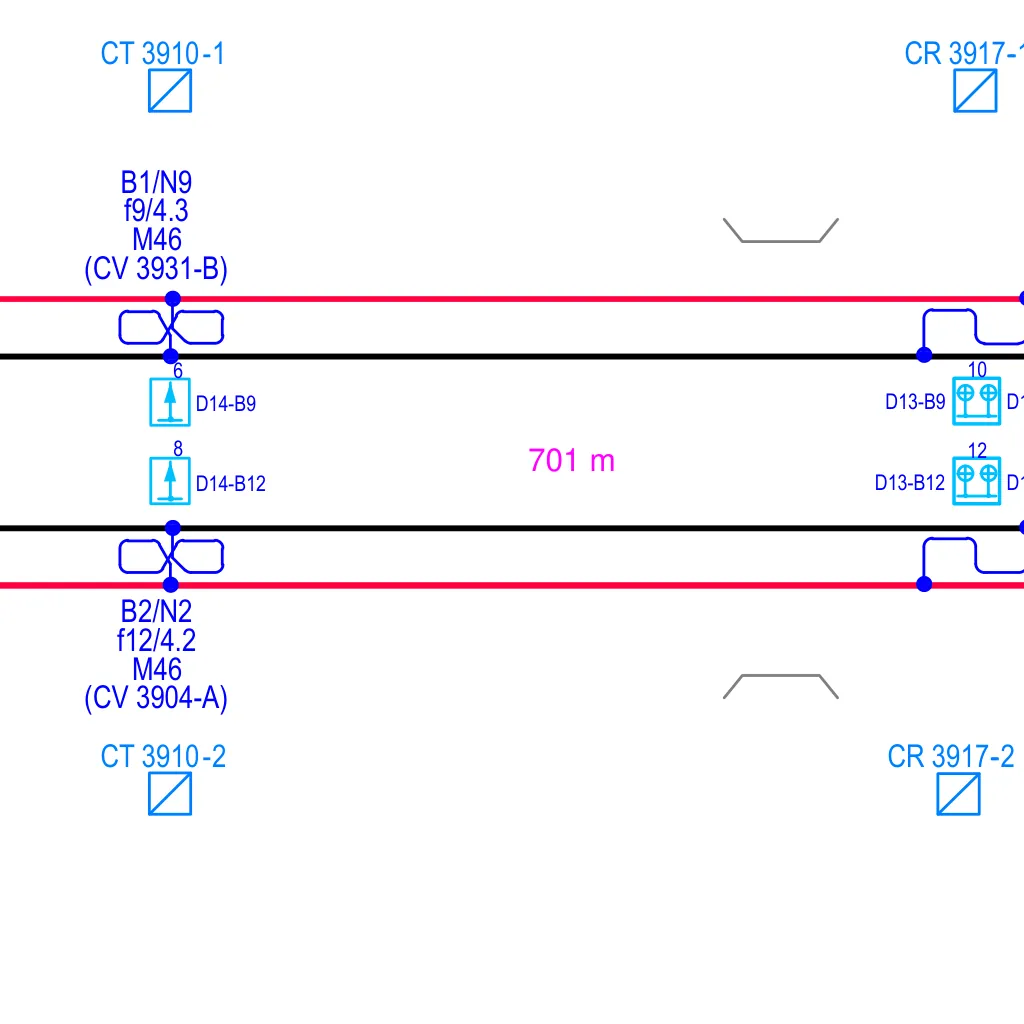 CT 3910-1
CR 3917-1
B1/N9
f9/4.3
M46
(CV 3931-B)
6
D14-B9
10
D13-B9
D1
8
D14-B12
701 m
12
D13-B12
D1
B2/N2
f12/4.2
M46
(CV 3904-A)
CT 3910-2
CR 3917-2